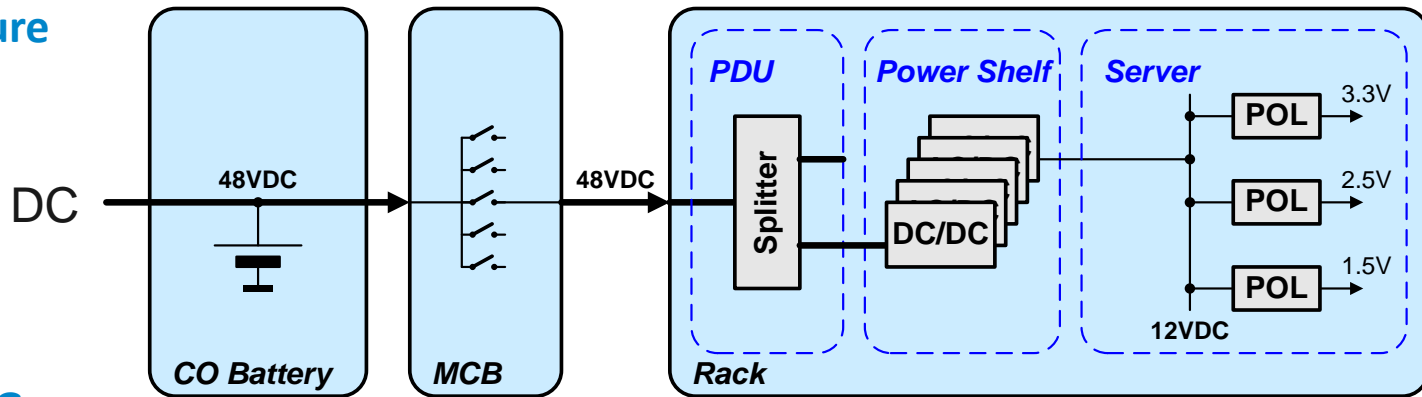 ure
DC
48VDC
CO Battery
MCB
48VDC
PDU
Splitter
Power Shelf
DC/DC
Server
POL
3.3V
POL
2.5V
POL
1.5V
12VDC
Rack